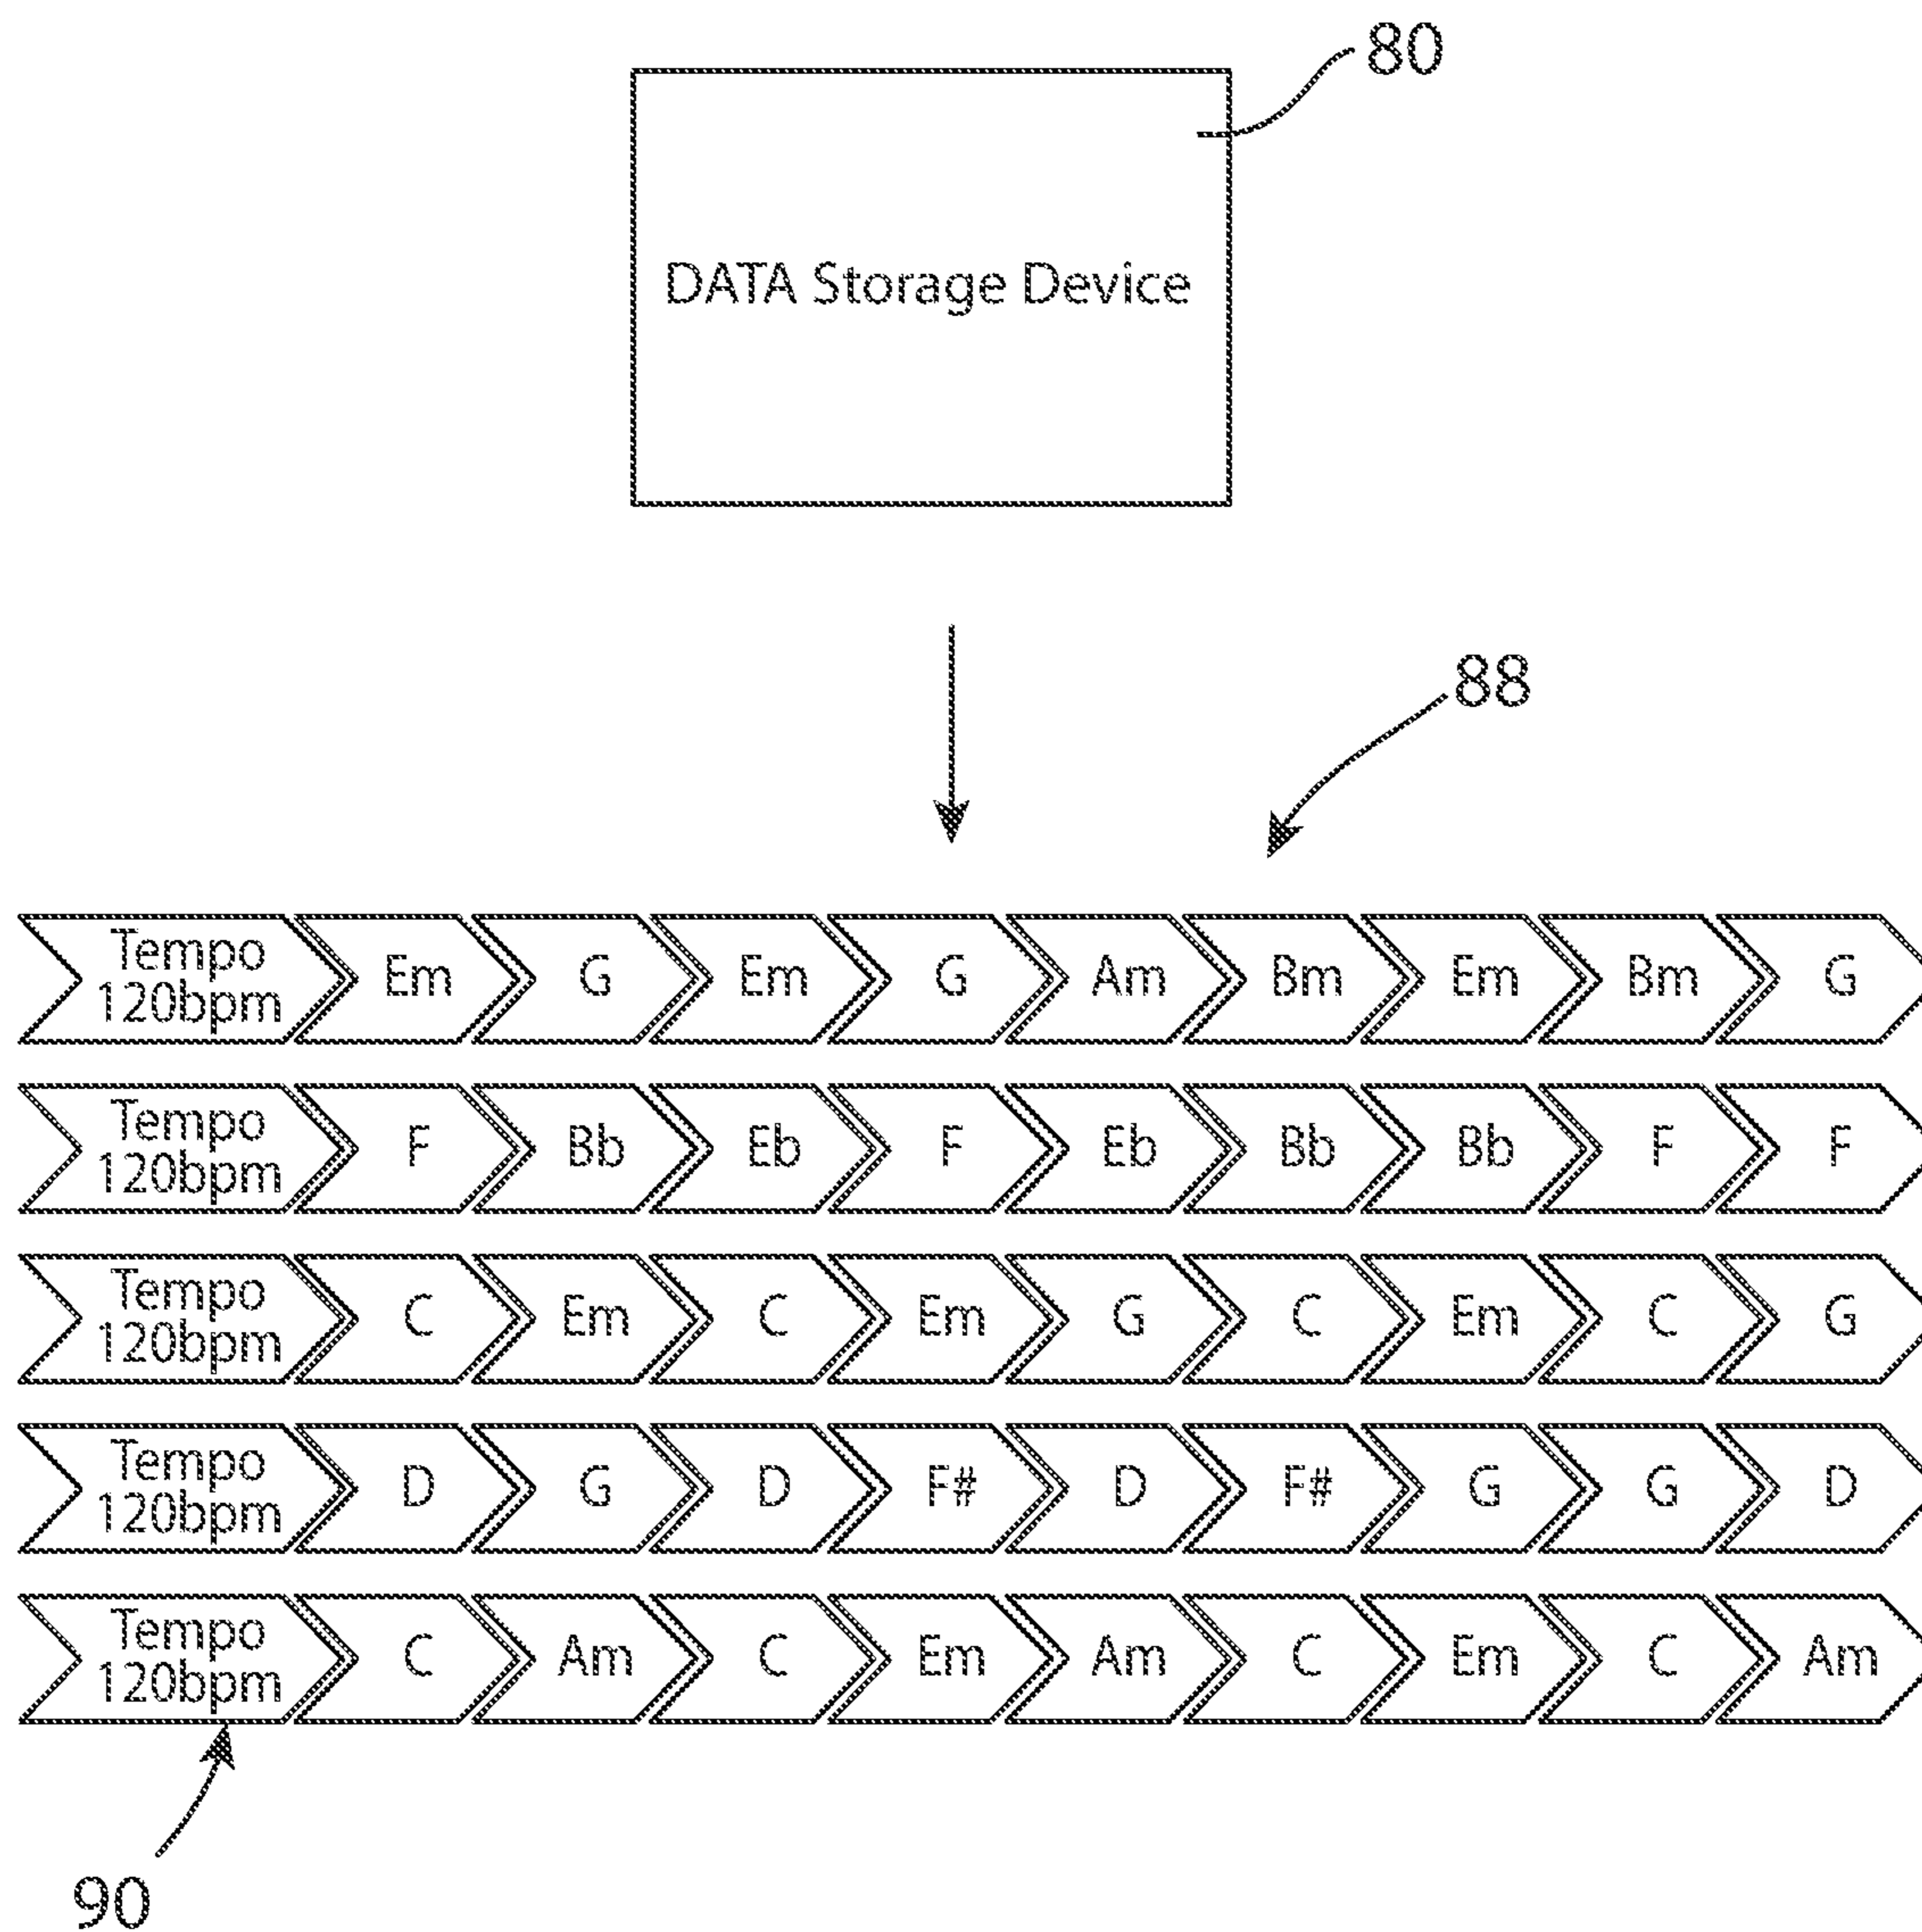 80
DATA Storage Device
88
Tempo
120bpm Em G Em G Am Bm Em Bm G
Tempo
120bpm F Bb Eb F Eb Bb Bb F F
Tempo
120bpm C Em C Em G C Em C G
Tempo
120bpm D G D F# D F# G G D
Tempo
120bpm C Am C Em Am C Em C Am
90